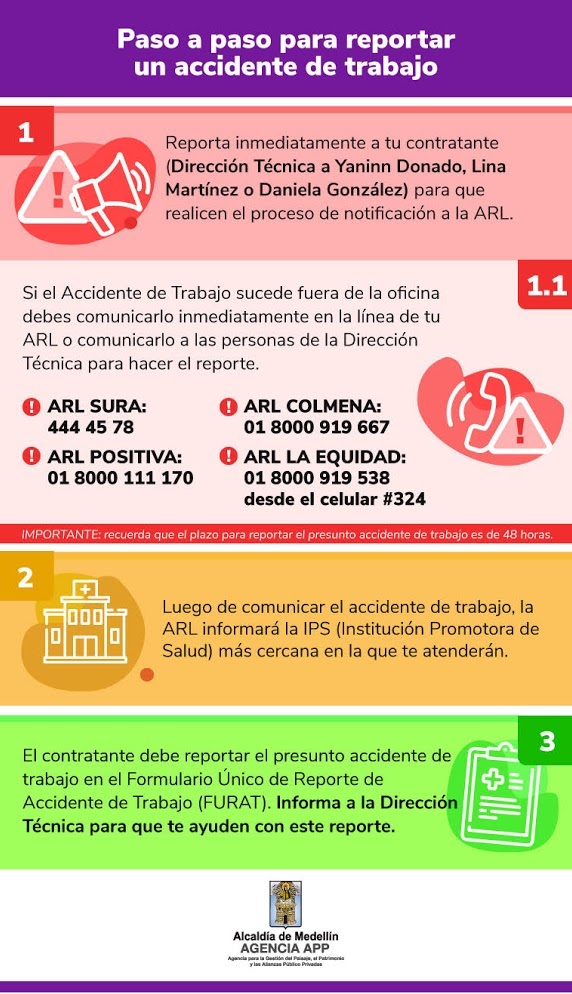 Paso a paso para reportar
un accidente de trabajo
1
Reporta inmediatamente a tu contratante
(Dirección Técnica a Yaninn Donado, Lina
Martínez o Daniela González) para que
realicen el proceso de notificación a la ARL.
1.1
Si el Accidente de Trabajo sucede fuera de la oficina
debes comunicarlo inmediatamente en la línea de tu
ARL o comunicarlo a las personas de la Dirección
Técnica para hacer el reporte.
! ARL SURA:
444 45 78
! ARL COLMENA:
01 8000 919 667
! ARL POSITIVA:
01 8000 111 170
! ARL LA EQUIDAD:
01 8000 919 538
desde el celular #324
IMPORTANTE: recuerda que el plazo para reportar el presunto accidente de trabajo es de 48 horas.
2
Luego de comunicar el accidente de trabajo, la
ARL informará la IPS (Institución Promotora de
Salud) más cercana en la que te atenderán.
3
El contratante debe reportar el presunto accidente de
trabajo en el Formulario Único de Reporte de
Accidente de Trabajo (FURAT). Informa a la Dirección
Técnica para que te ayuden con este reporte.
Alcaldía de Medellín
AGENCIA APP
Agencia para la Gestión del Paisaje, el Patrimonio
y las Alianzas Público Privadas